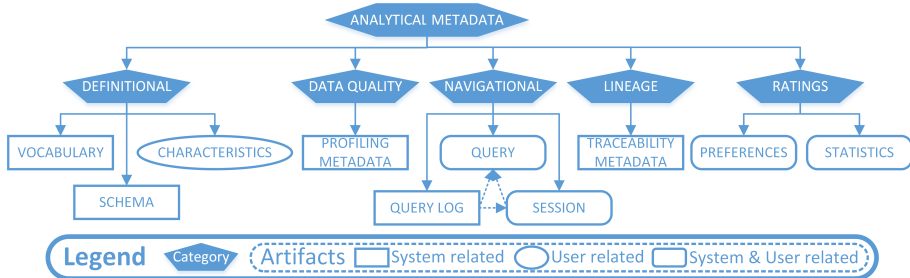 ANALYTICAL METADATA
DEFINITIONAL
DATA QUALITY
NAVIGATIONAL
LINEAGE
RATINGS
VOCABULARY
CHARACTERISTICS
PROFILING
METADATA
QUERY
TRACEABILITY
METADATA
PREFERENCES
STATISTICS
SCHEMA
QUERY LOG
SESSION
Legend
Category
Artifacts
System related
User related
System & User related